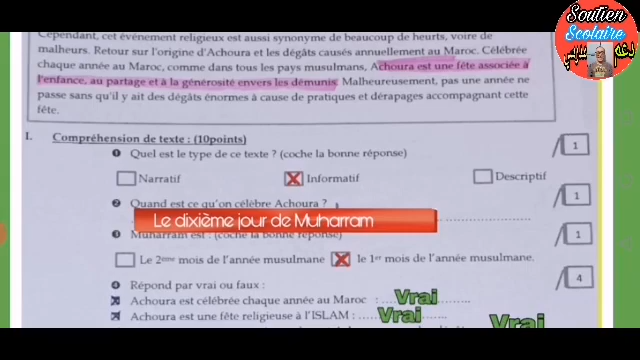 Soutien
Scolaire
Cependant, cet événement religieux est aussi synonyme de beaucoup de heurts, voire de
malheurs. Retour sur l'origine d'Achoura et les dégâts causés annuellement au Maroc. Célébrée
chaque année au Maroc, comme dans tous les pays musulmans, Achoura est une fête associée à
l'enfance, au partage et à la générosité envers les démunis. Malheureusement, pas une année ne
passe sans qu'il y ait des dégâts énormes à cause de pratiques et dérapages accompagnant cette
fête.
I. Compréhension de texte : (10points)
❶ Quel est le type de ce texte ? (coche la bonne réponse) /1
Narratif Informatif Descriptif
❷ Quand est ce qu'on célèbre Achoura ? /1
Le dixième jour de Muharram
❸ Muharram est : (coche la bonne réponse) /1
Le 2ème mois de l'année musulmane le 1er mois de l'année musulmane.
❹ Répond par vrai ou faux : /4
Achoura est célébrée chaque année au Maroc : ....Vrai........
Achoura est une fête religieuse à l'ISLAM : .....Vrai.......
Vrai